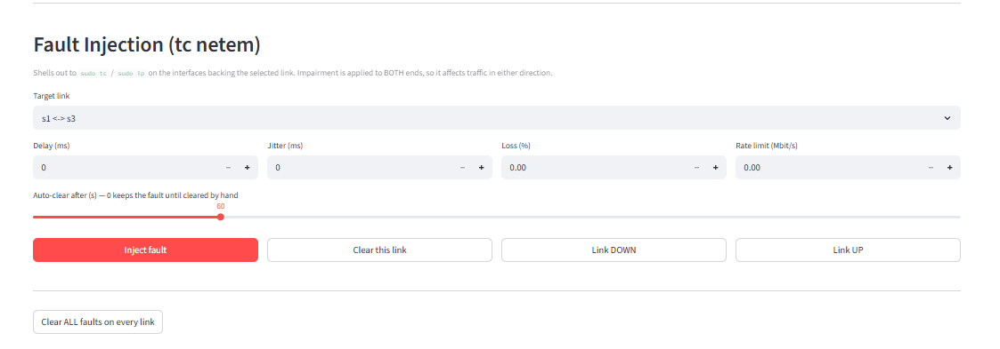 Fault Injection (tc netem)
Shells out to sudo tc / sudo ip on the interfaces backing the selected link. Impairment is applied to BOTH ends, so it affects traffic in either direction.
Target link
s1 <-> s3
Delay (ms) Jitter (ms) Loss (%) Rate limit (Mbit/s)
0 − + 0 − + 0.00 − + 0.00 − +
Auto-clear after (s) — 0 keeps the fault until cleared by hand
60
Inject fault Clear this link Link DOWN Link UP
Clear ALL faults on every link